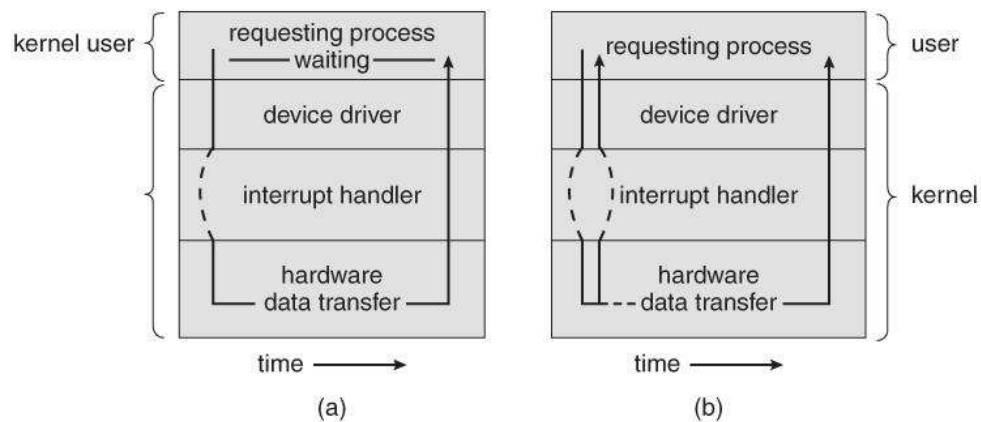 kernel user
requesting process
waiting
device driver
interrupt handler
hardware
data transfer
time
(a)
requesting process
user
device driver
interrupt handler
kernel
hardware
data transfer
time
(b)